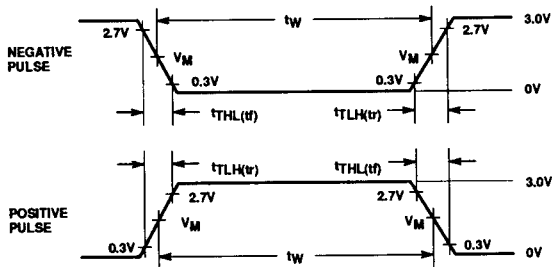 tW
3.0V
2.7V
2.7V
NEGATIVE
PULSE
VM
VM
0.3V
0.3V
0V
tTHL(tf)
tTLH(tr)
tTLH(tr)
tTHL(tf)
3.0V
2.7V
2.7V
POSITIVE
PULSE
VM
VM
0.3V
tW
0.3V
0V